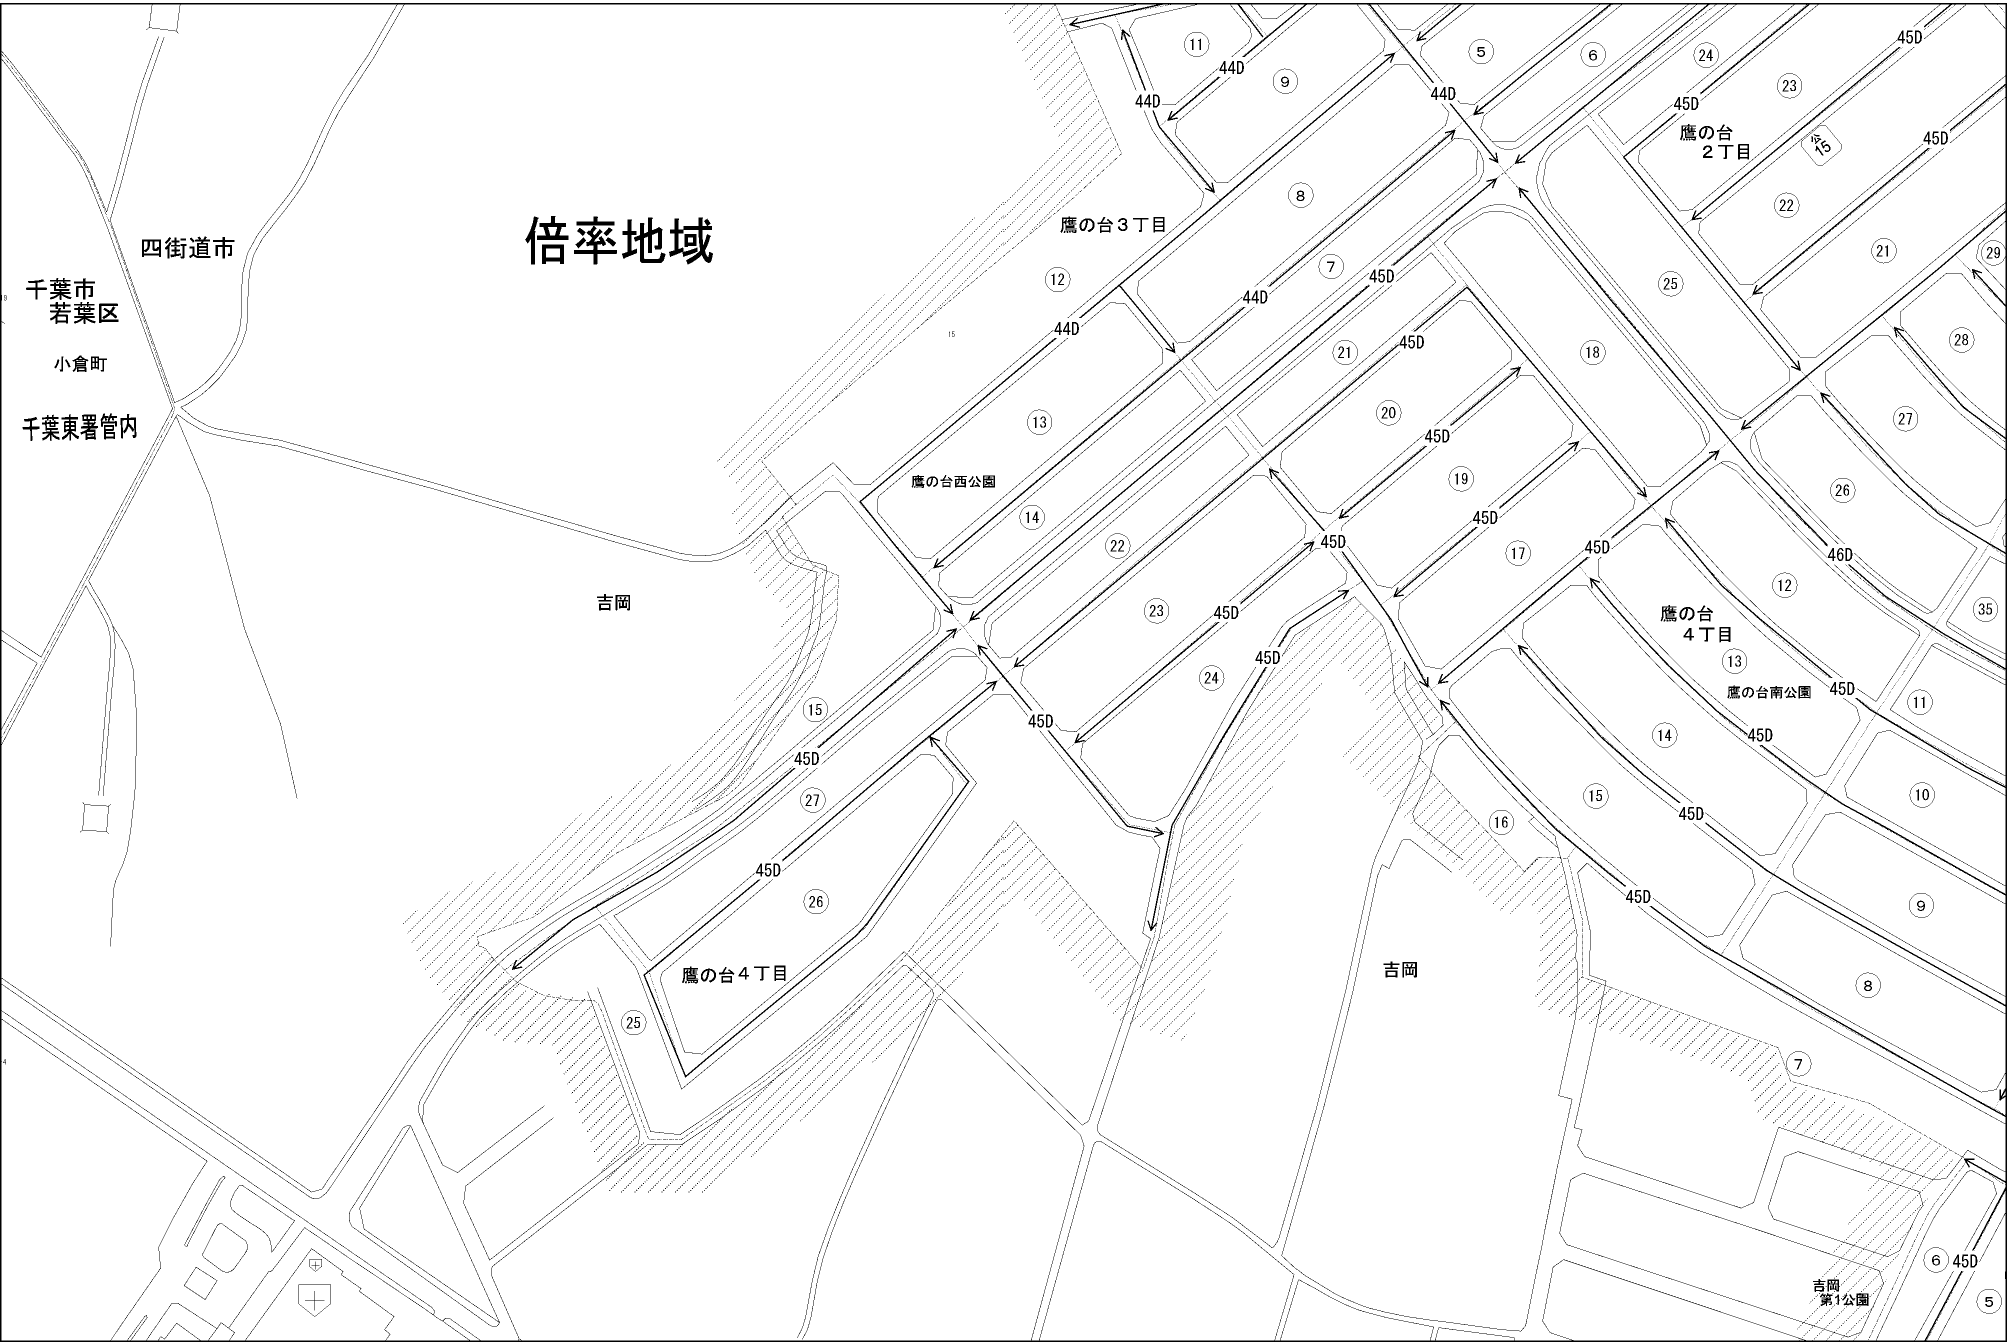 11
44D
9
44D
5
6
44D
24
45D
23
45D
鷹の台
2丁目
公
15
45D
8
鷹の台3丁目
22
倍率地域
四街道市
千葉市
若葉区
小倉町
千葉東署管内
19
12
7
45D
44D
25
21
29
15
44D
21
45D
18
28
13
20
45D
27
鷹の台西公園
19
26
14
45D
22
45D
17
45D
46D
吉岡
23
45D
12
35
鷹の台
4丁目
13
鷹の台南公園
45D
24
45D
11
15
45D
14
45D
45D
27
15
45D
10
16
45D
26
45D
9
鷹の台4丁目
吉岡
8
25
4
7
6
45D
吉岡
第1公園
5